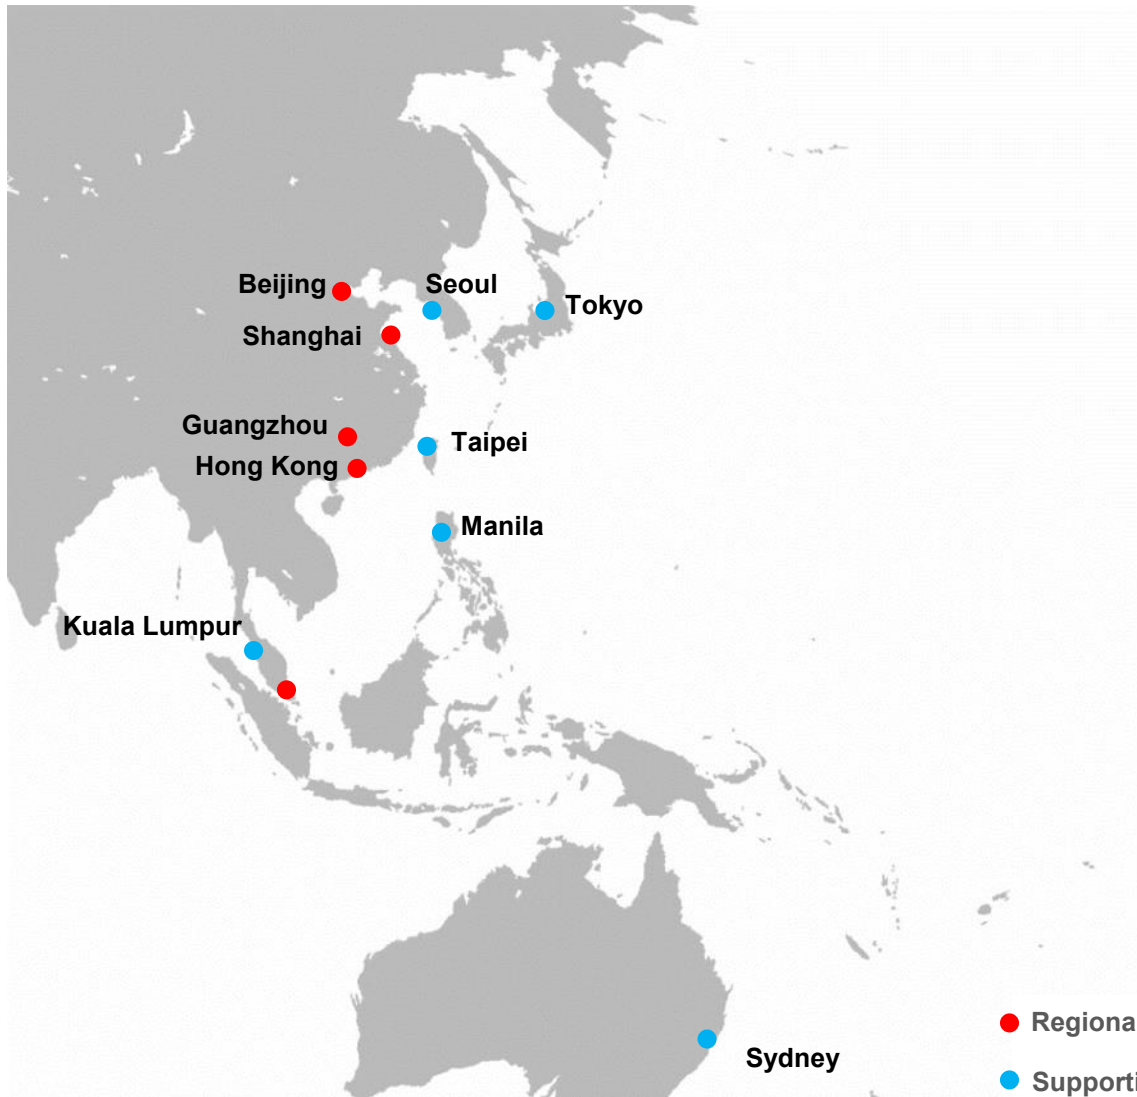 Beijing
Seoul
Tokyo
Shanghai
Guangzhou
Taipei
Hong Kong
Manila
Kuala Lumpur
Regiona
Sydney
Supporti